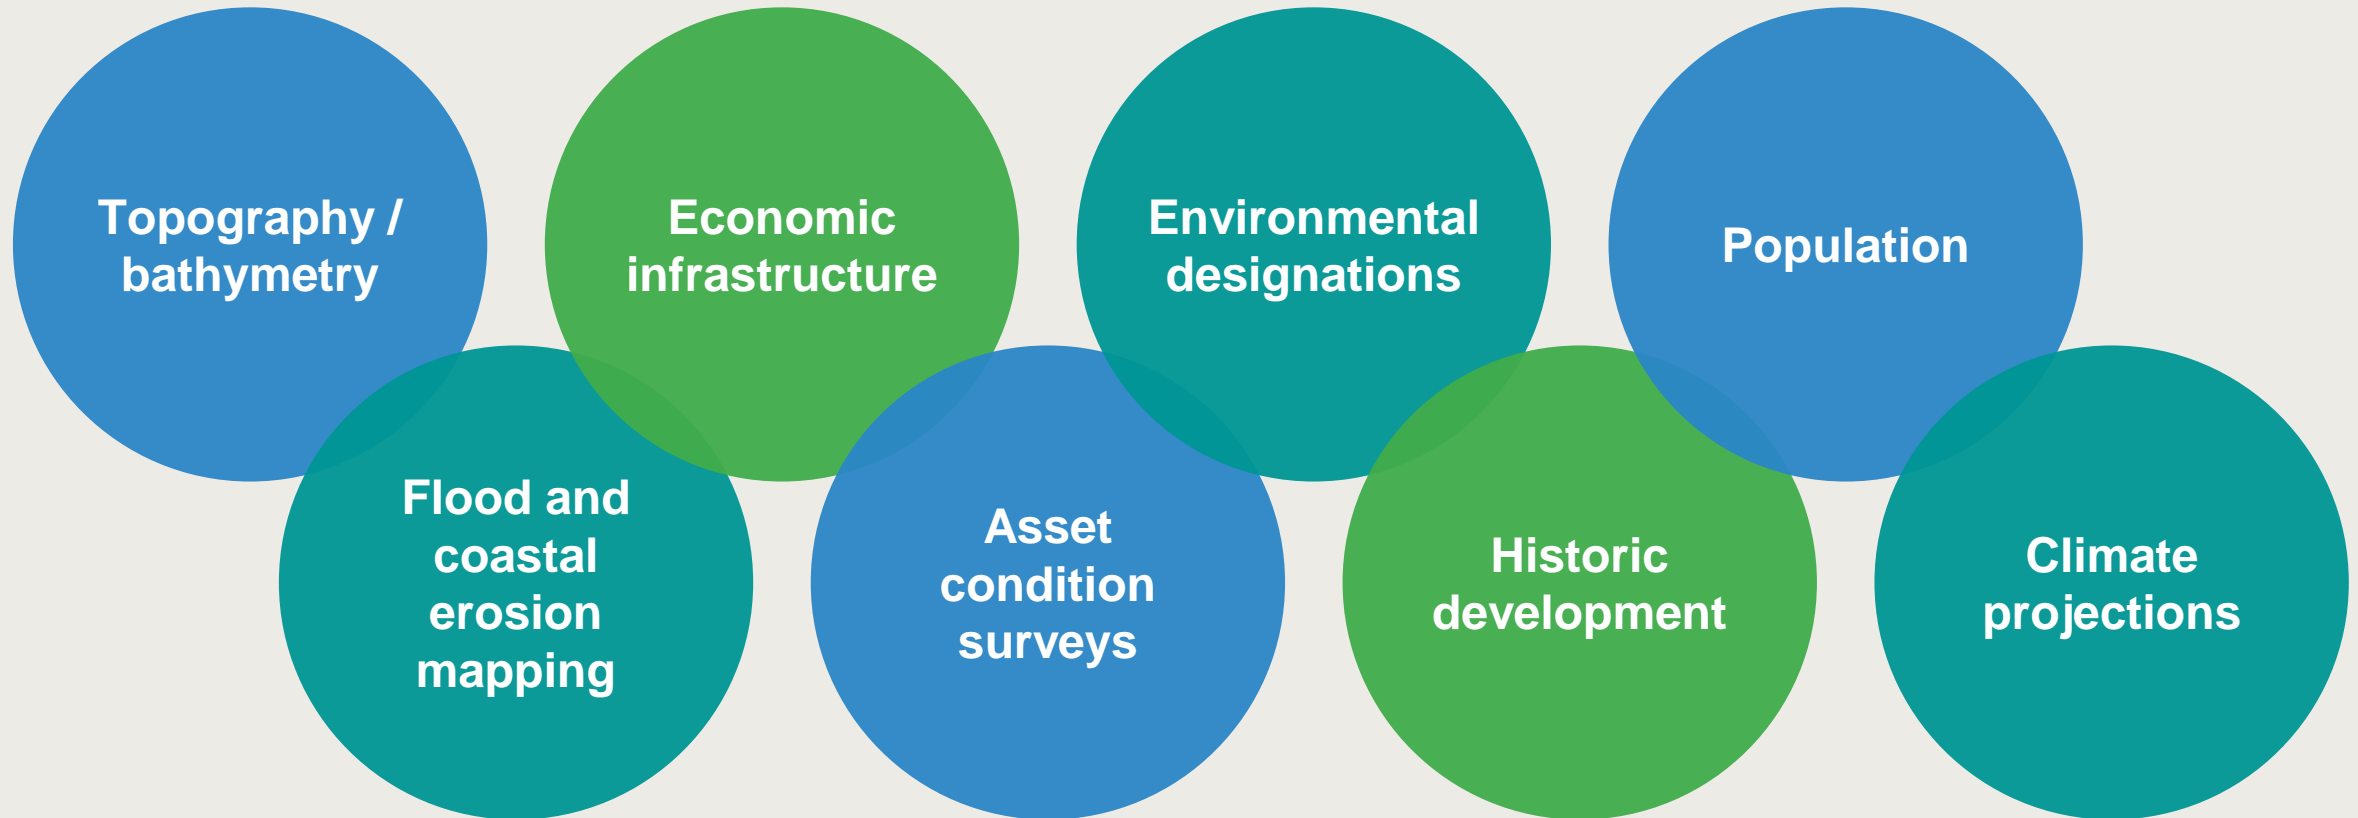 Topography /
bathymetry
Economic
infrastructure
Environmental
designations
Population
Flood and
coastal
erosion
mapping
Asset
condition
surveys
Historic
development
Climate
projections